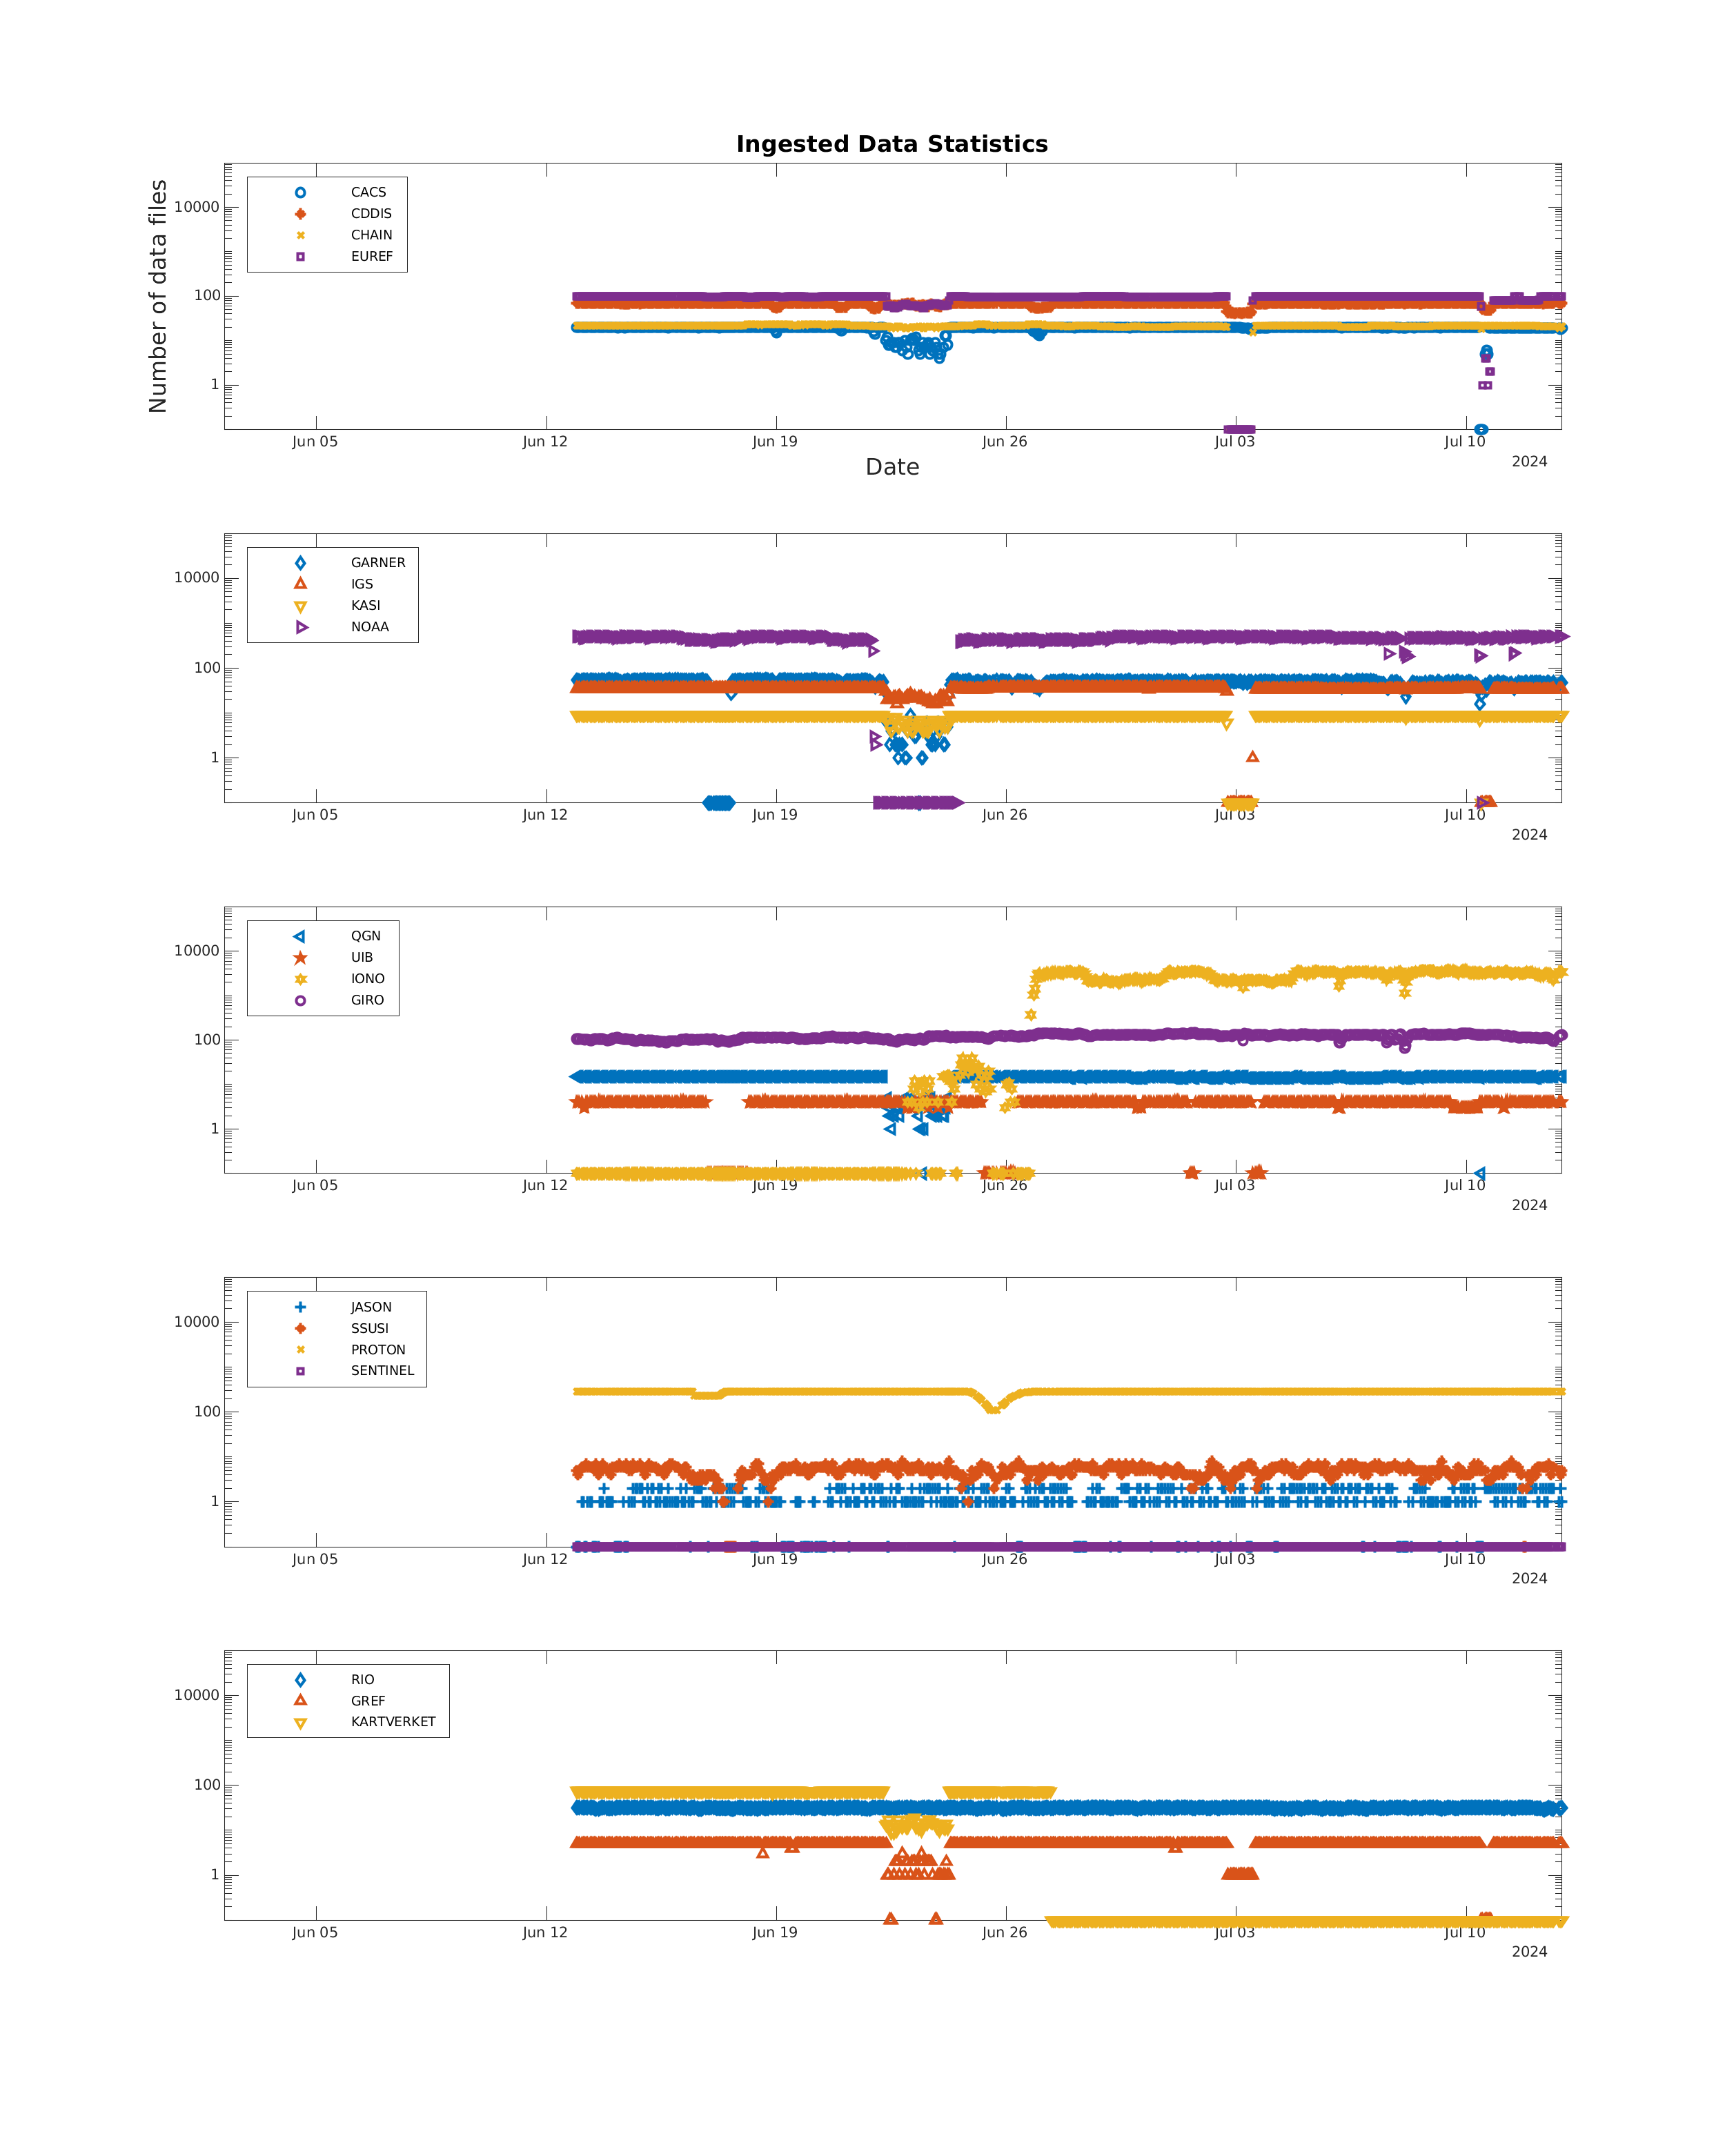 Ingested Data Statistics
Number of data files
10000
100
1
CACS
CDDIS
CHAIN
EUREF
Jun 05 Jun 12 Jun 19 Jun 26 Jul 03 Jul 10
2024
Date
10000
100
1
GARNER
IGS
KASI
NOAA
Jun 05 Jun 12 Jun 19 Jun 26 Jul 03 Jul 10
2024
10000
100
1
QGN
UIB
IONO
GIRO
Jun 05 Jun 12 Jun 19 Jun 26 Jul 03 Jul 10
2024
10000
100
1
JASON
SSUSI
PROTON
SENTINEL
Jun 05 Jun 12 Jun 19 Jun 26 Jul 03 Jul 10
2024
10000
100
1
RIO
GREF
KARTVERKET
Jun 05 Jun 12 Jun 19 Jun 26 Jul 03 Jul 10
2024